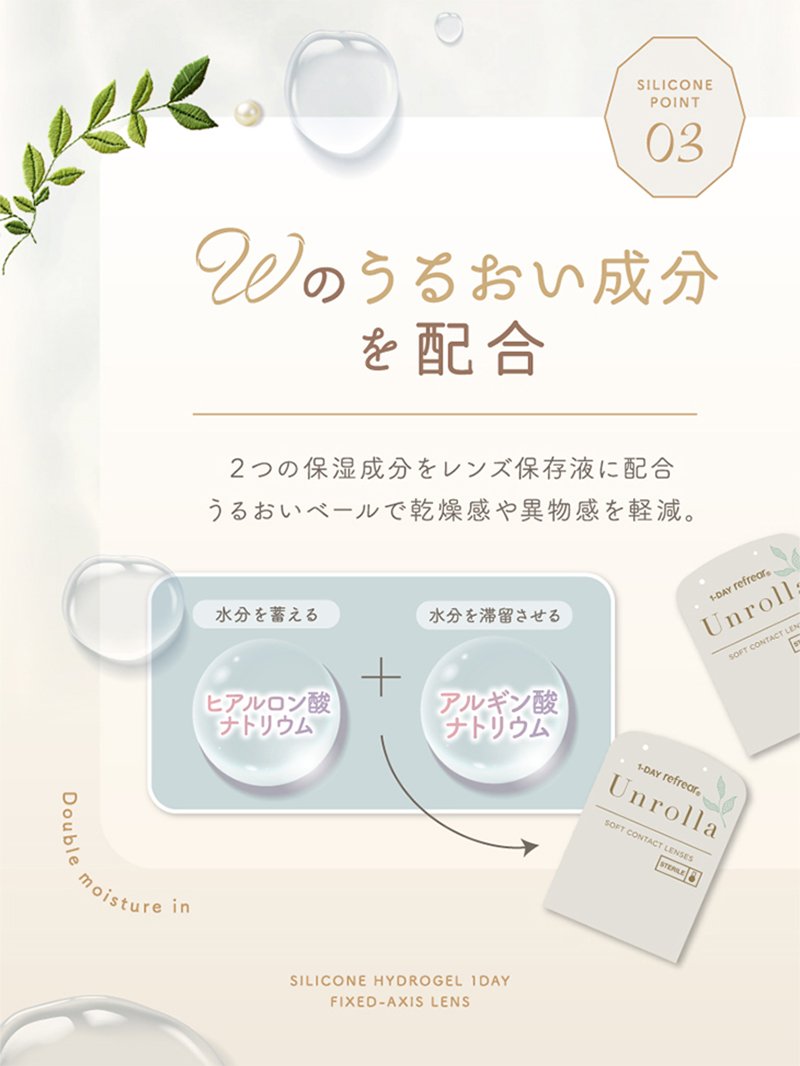 SILICONE
POINT
03
Wのうるおい成分
を配合
2つの保湿成分をレンズ保存液に配合
うるおいベールで乾燥感や異物感を軽減。
水分を蓄える
水分を滞留させる
ヒアルロン酸
ナトリウム
+
アルギン酸
ナトリウム
1-DAY refrear®
Unrolla
SOFT CONTACT LEN
1-DAY refrear®
Unrolla
SOFT CONTACT LENSES
STERILE
Double moisture in
SILICONE HYDROGEL 1DAY
FIXED-AXIS LENS